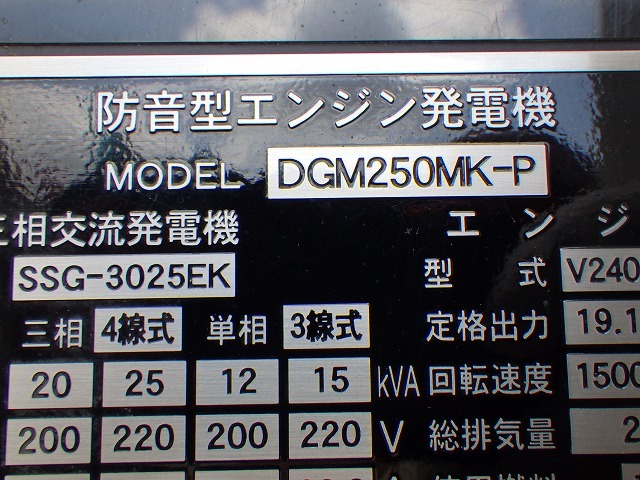 防音型エンジン発電機
MODEL DGM250MK-P
三相交流発電機 エンジ
SSG-3025EK 型 式 V240
三相 4線式 単相 3線式 定格出力 19.1
20 25 12 15 kVA 回転速度 1500
200 220 200 220 V 総排気量 2